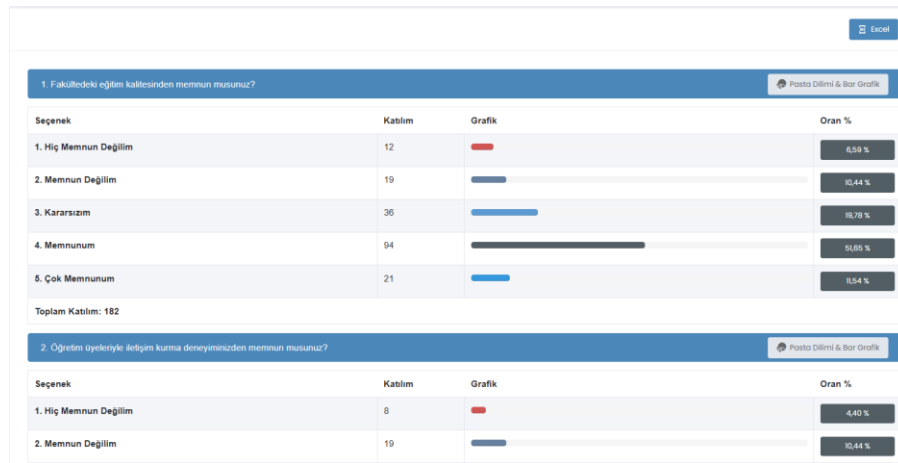 Excel
1. Fakültedeki eğitim kalitesinden memnun musunuz? Pasta Dilimi & Bar Grafik
Seçenek Katılım Grafik Oran %
1. Hiç Memnun Değilim 12 6,59 %
2. Memnun Değilim 19 10,44 %
3. Kararsızım 36 19,78 %
4. Memnunum 94 51,65 %
5. Çok Memnunum 21 11,54 %
Toplam Katılım: 182
2. Öğretim üyeleriyle iletişim kurma deneyiminizden memnun musunuz? Pasta Dilimi & Bar Grafik
Seçenek Katılım Grafik Oran %
1. Hiç Memnun Değilim 8 4,40 %
2. Memnun Değilim 19 10,44 %